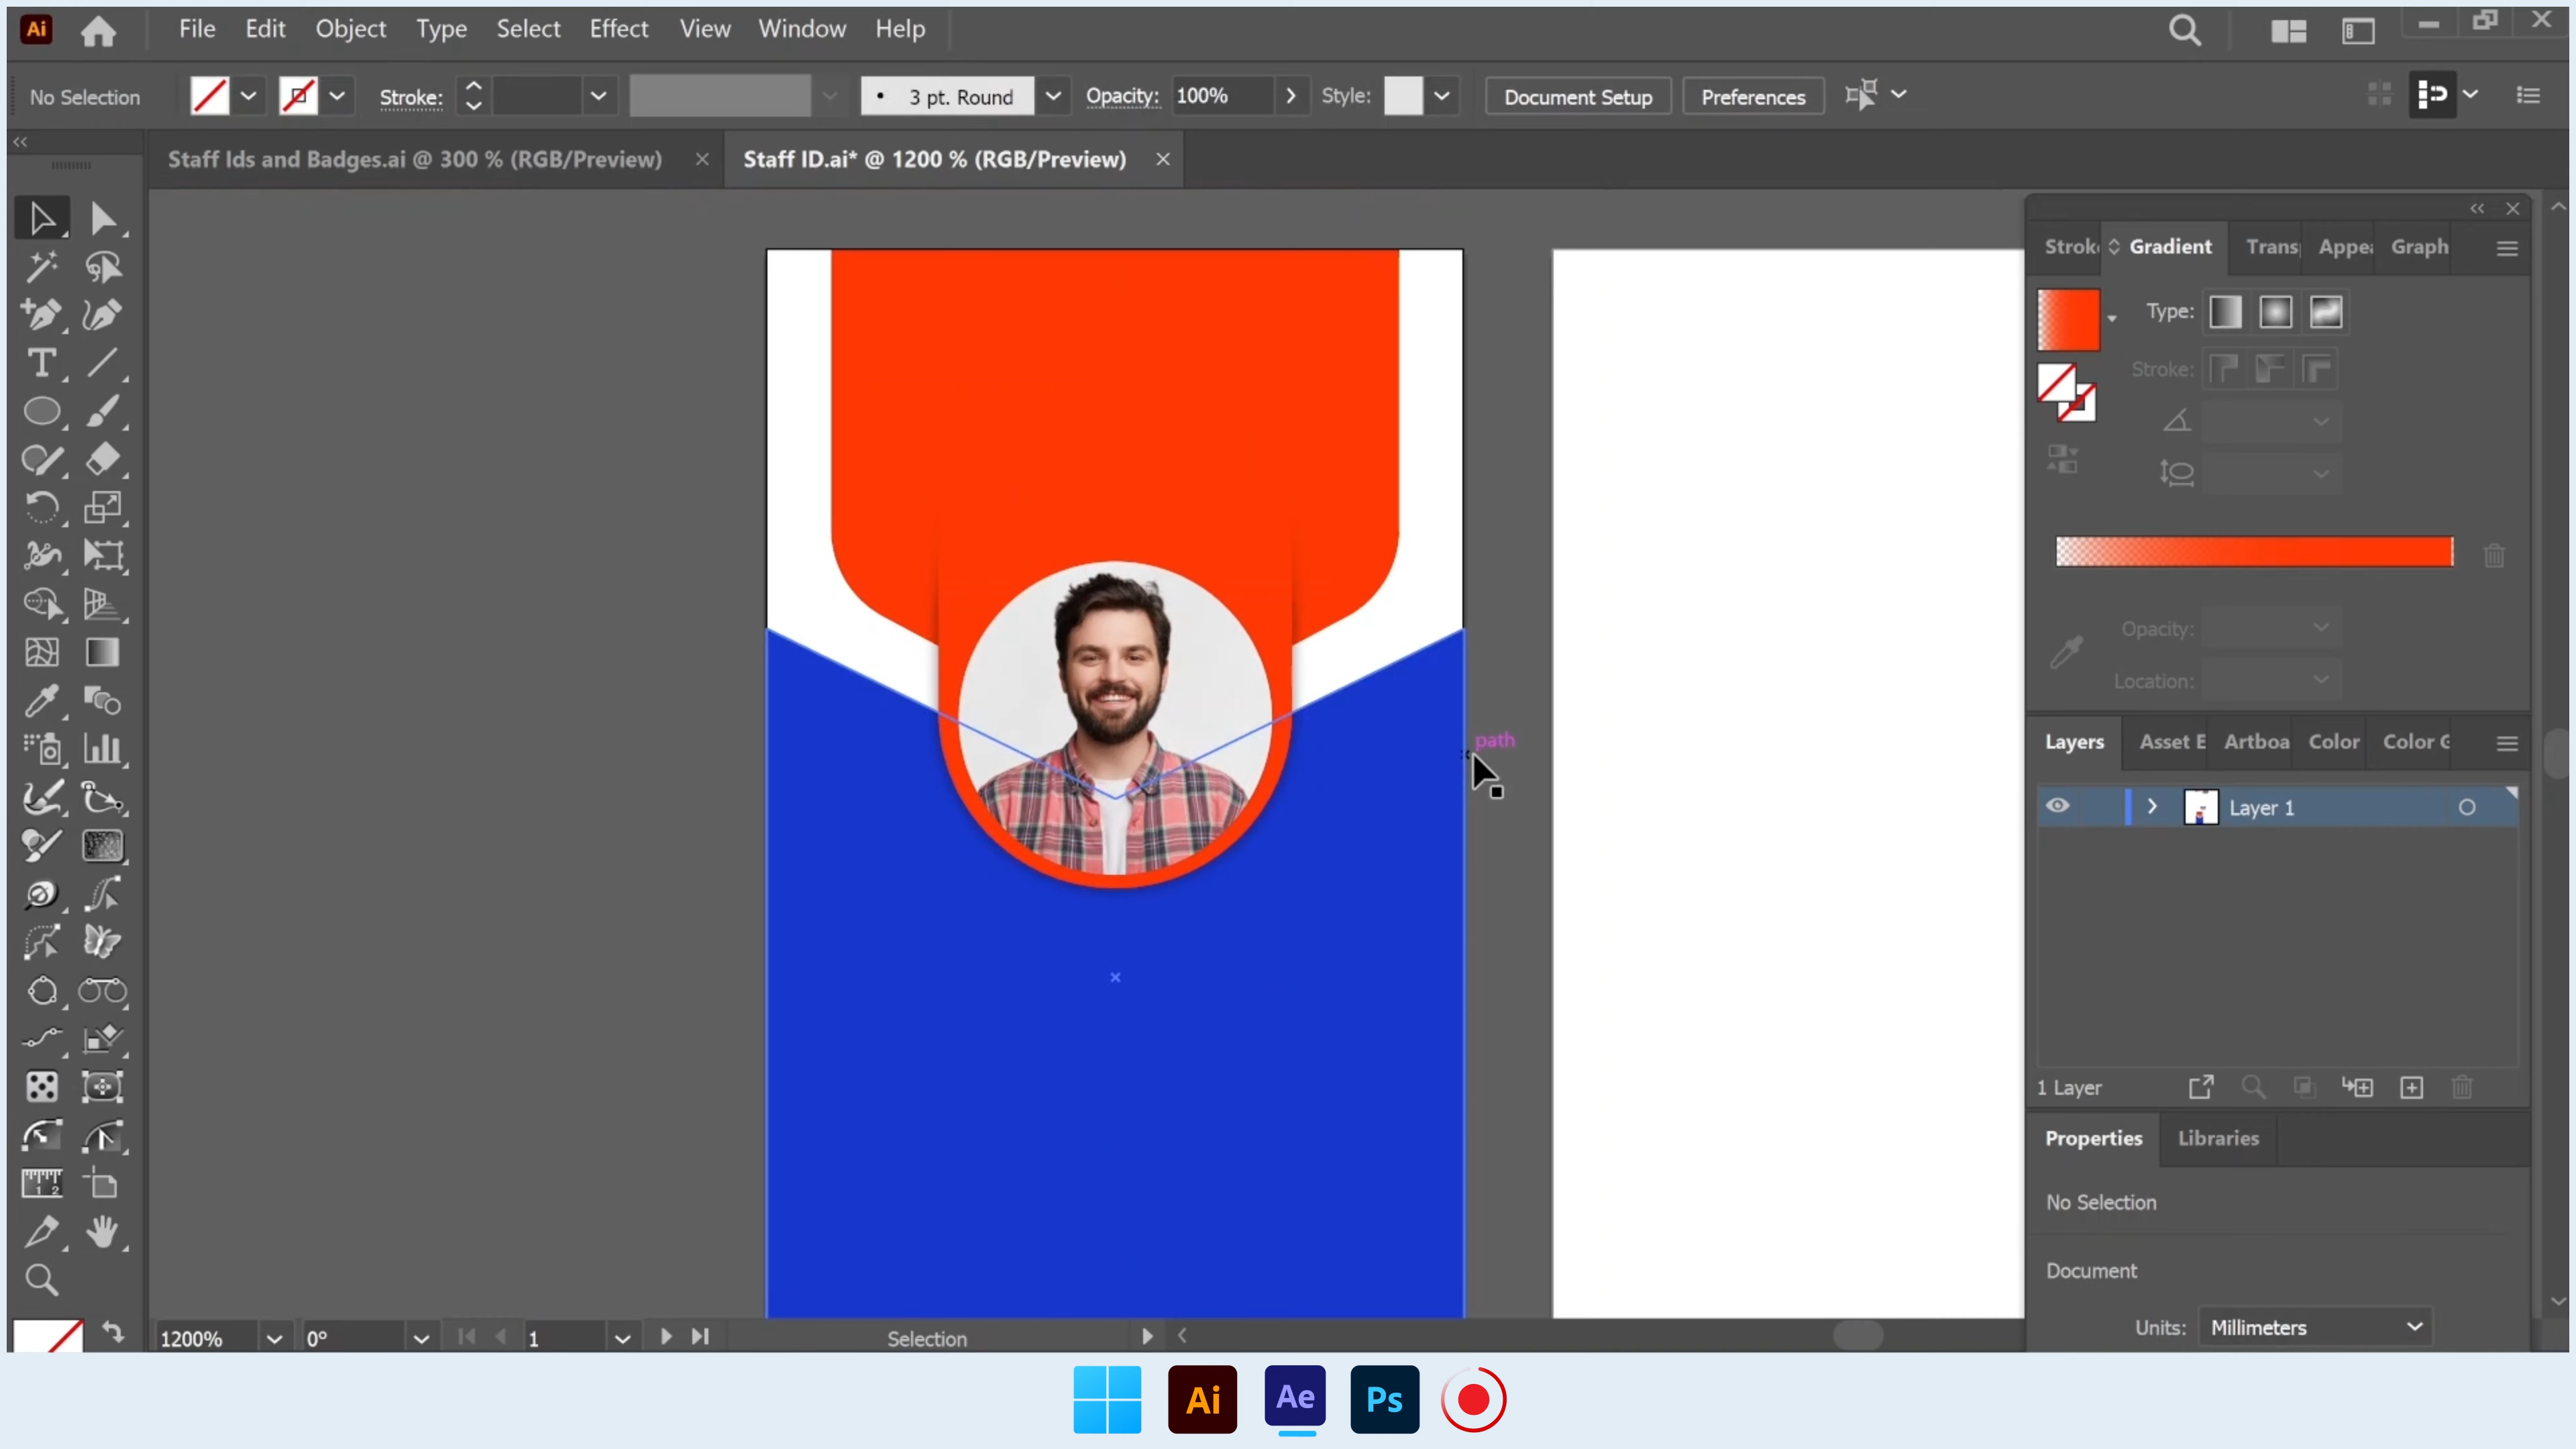 Ai File Edit Object Type Select Effect View Window Help
No Selection Stroke: 3 pt. Round Opacity: 100% Style: Document Setup Preferences
Staff Ids and Badges.ai @ 300 % (RGB/Preview) Staff ID.ai* @ 1200 % (RGB/Preview)
Strok Gradient Trans Appea Graph
Type:
Stroke:
Opacity:
Location:
path
Layers Asset E Artboa Color Color G
Layer 1
1 Layer
Properties Libraries
No Selection
Document
Units: Millimeters
1200% 0° 1 Selection
Ai Ae Ps